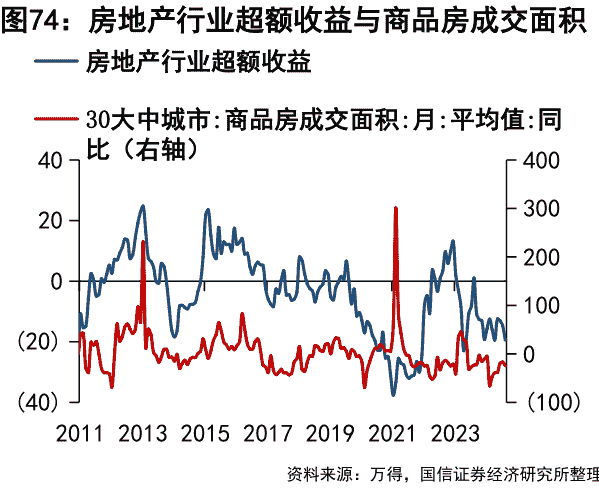 图74：房地产行业超额收益与商品房成交面积
房地产行业超额收益
30大中城市:商品房成交面积:月:平均值:同
比（右轴）
40 400
20 300
200
0 100
(20) 0
(40) (100)
2011 2013 2015 2017 2019 2021 2023
资料来源：万得，国信证券经济研究所整理